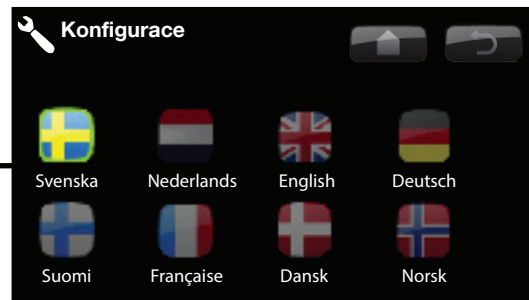 Konfigurace
Svenska Nederlands English Deutsch
Suomi Française Dansk Norsk